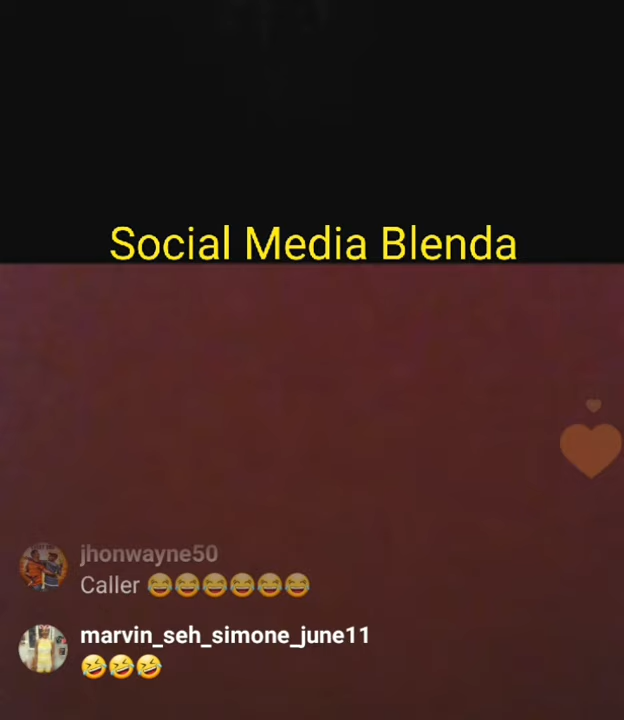 Social Media Blenda
jhonwayne50
Caller 😂😂😂😂😂😂
marvin_seh_simone_june11
🤣🤣🤣